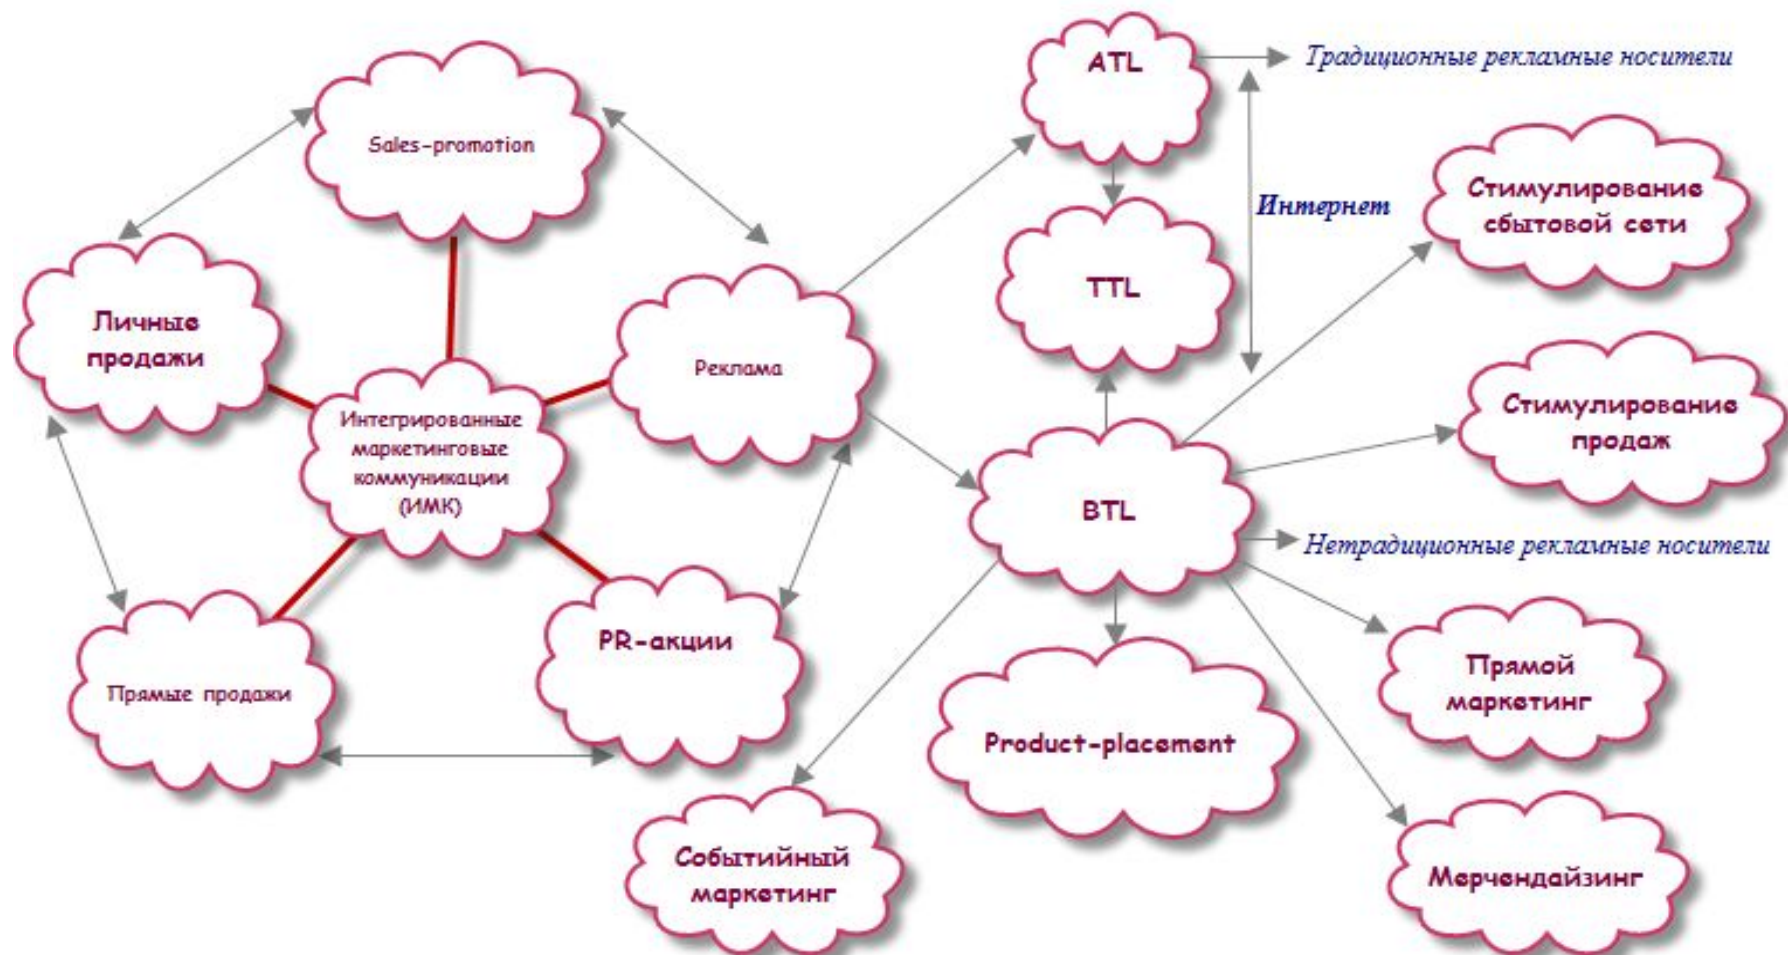 ATL
Традиционные рекламные носители
Sales-promotion
Стимулирование
сбытовой сети
Интернет
TTL
Личные
продажи
Реклама
Стимулирование
продаж
Интегрированные
маркетинговые
коммуникации
(ИМК)
BTL
Нетрадиционные рекламные носители
PR-акции
Прямые продажи
Прямой
маркетинг
Product-placement
Событийный
маркетинг
Мерчендайзинг